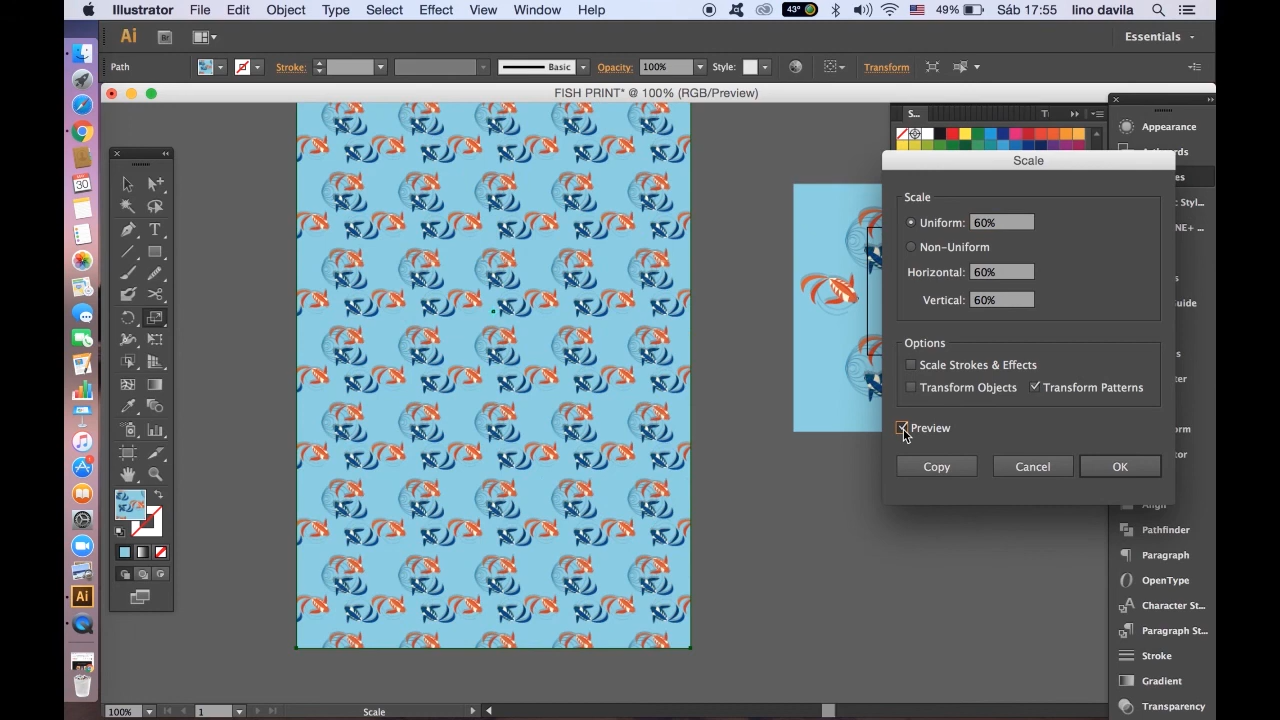 Illustrator File Edit Object Type Select Effect View Window Help 43° 49% Sáb 17:55 lino davila
Ai Br Essentials
Path Stroke: Basic Opacity: 100% Style: Transform
FISH PRINT* @ 100% (RGB/Preview)
S...
Appearance
Scale
Scale
Uniform: 60%
Non-Uniform
Horizontal: 60%
Vertical: 60%
Options
Scale Strokes & Effects
Transform Objects Transform Patterns
Preview
Copy Cancel OK
Pathfinder
Paragraph
OpenType
Character St...
Paragraph St...
Stroke
Gradient
Transparency
100% 1 Scale